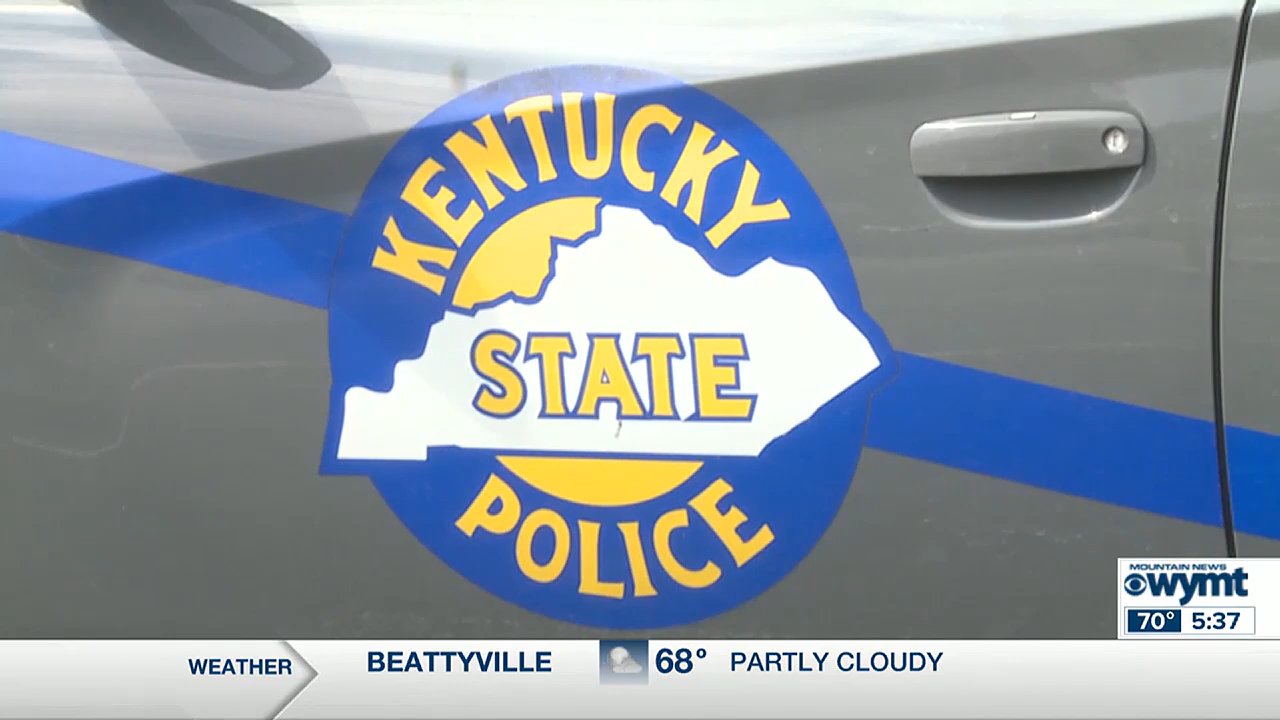 KENTUCKY
STATE
POLICE
MOUNTAIN NEWS
wymt
70° 5:37
WEATHER
BEATTYVILLE
68° PARTLY CLOUDY